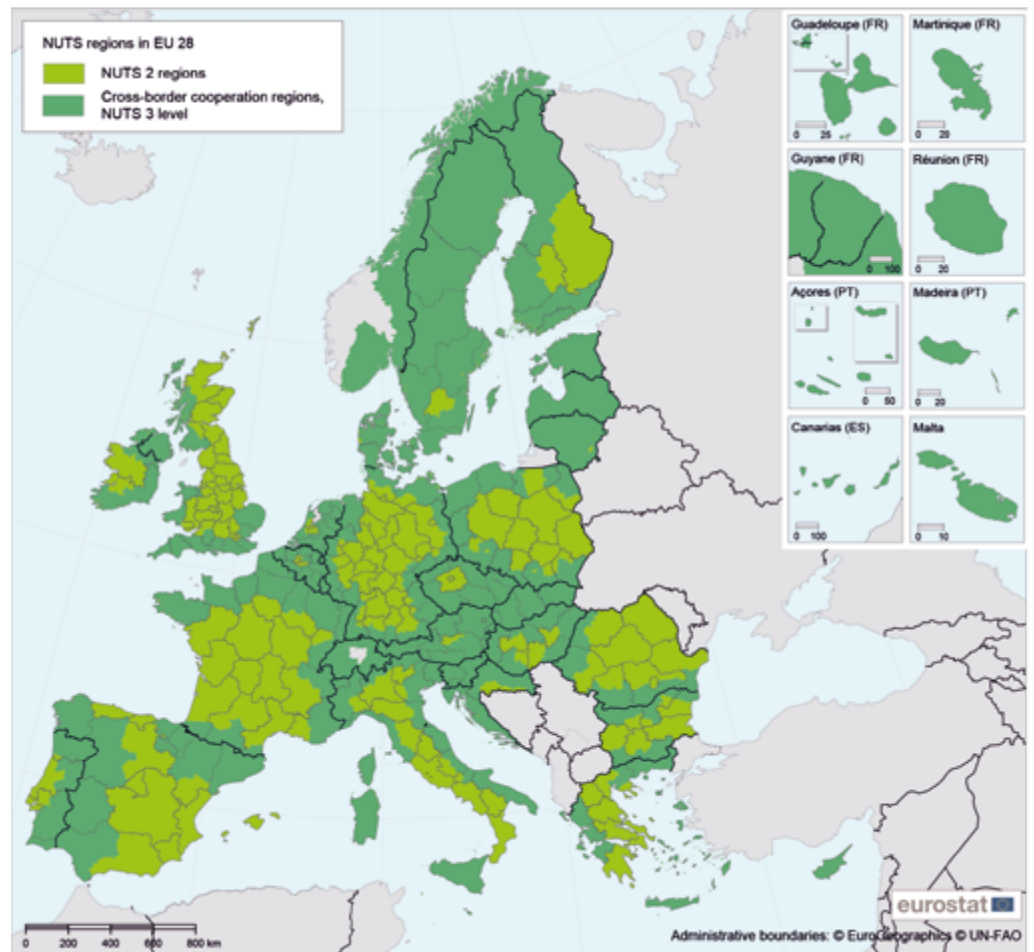 NUTS regions in EU 28
NUTS 2 regions
Cross-border cooperation regions,
NUTS 3 level
Guadeloupe (FR)
0 25
Martinique (FR)
0 20
Guyane (FR)
0 100
Réunion (FR)
0 20
Açores (PT)
0 50
Madeira (PT)
0 20
Canarias (ES)
0 100
Malta
0 10
eurostat
0 200 400 600 800 km
Administrative boundaries: © EuroGeographics © UN-FAO